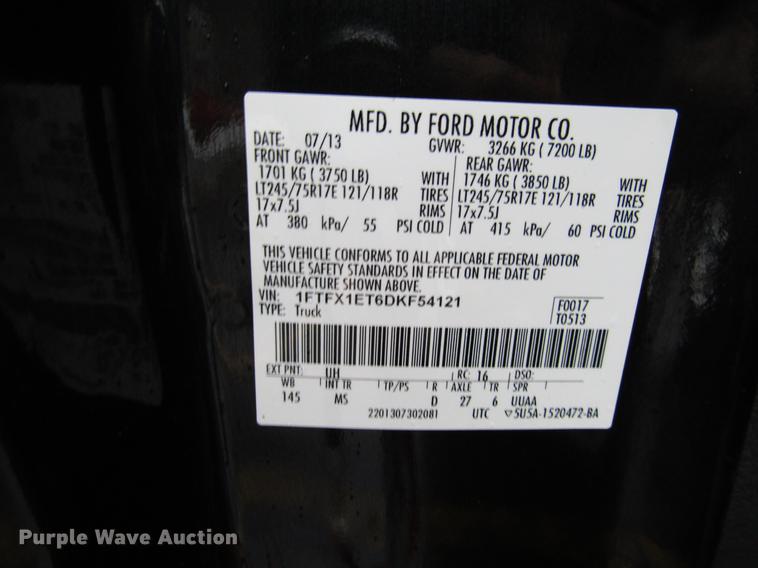 MFD. BY FORD MOTOR CO.
DATE: 07/13 GVWR: 3266 KG ( 7200 LB)
FRONT GAWR: REAR GAWR:
1701 KG ( 3750 LB) WITH 1746 KG ( 3850 LB) WITH
LT245/75R17E 121/118R TIRES LT245/75R17E 121/118R TIRES
17x7.5J RIMS 17x7.5J RIMS
AT 380 kPa/ 55 PSI COLD AT 415 kPa/ 60 PSI COLD
THIS VEHICLE CONFORMS TO ALL APPLICABLE FEDERAL MOTOR
VEHICLE SAFETY STANDARDS IN EFFECT ON THE DATE OF
MANUFACTURE SHOWN ABOVE.
VIN: 1FTFX1ET6DKF54121 F0017
TYPE: Truck T0513
EXT PNT: UH RC: 16 DSO:
WB INT TR TP/PS R AXLE TR SPR
145 MS D 27 6 UUAA
2201307302081 UTC ▽5U5A-1520472-BA
Purple Wave Auction